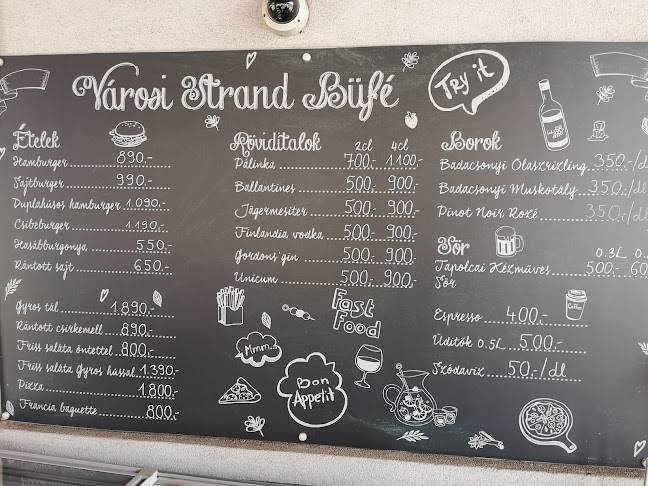 Városi Strand Büfé
Try it
Ételek
Hamburger 890.-
Sajtburger 990.-
Duplahúsos hamburger 1.090.-
Csibeburger 1.190.-
Hasábburgonya 550.-
Rántott sajt 650.-
Gyros tál 1.890.-
Rántott csirkemell 890.-
Friss saláta öntettel 800.-
Friss saláta Gyros hússal 1.390.-
Pizza 1.800.-
Francia baguette 800.-
Röviditalok 2cl 4cl
Pálinka 700.- 1.100.-
Ballantines 500.- 900.-
Jägermesiter 500.- 900.-
Finlandia vodka 500.- 900.-
Gordons' gin 500.- 900.-
Unicum 500.- 900.-
Fast
Food
Mmm...
Bon
Appetit
Borok
Badacsonyi Olaszrizling 350.-/dl
Badacsonyi Muskotály 350.-/dl
Pinot Noir Rozé 350.-/dl
Sör 0.3L
Tapolcai Kézműves 500.-
Sör
Coffee
Espresso 400.-
Üditők 0.5L 500.-
Szódavíz 50.-/dl